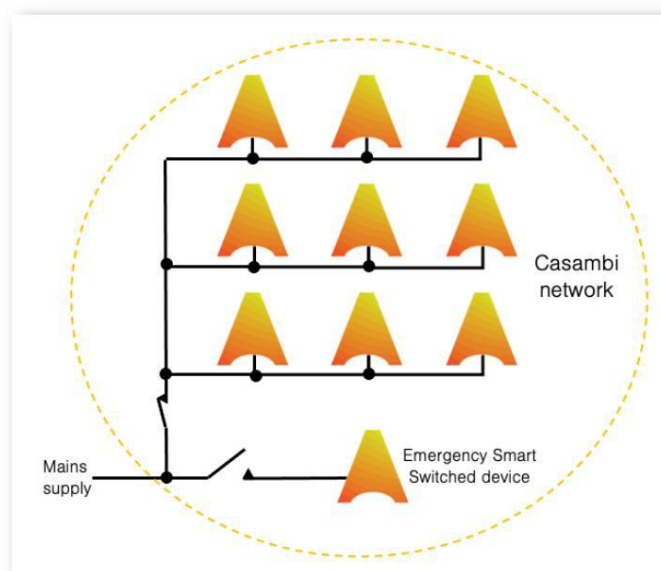 Casambi
network
Mains
supply
Emergency Smart
Switched device